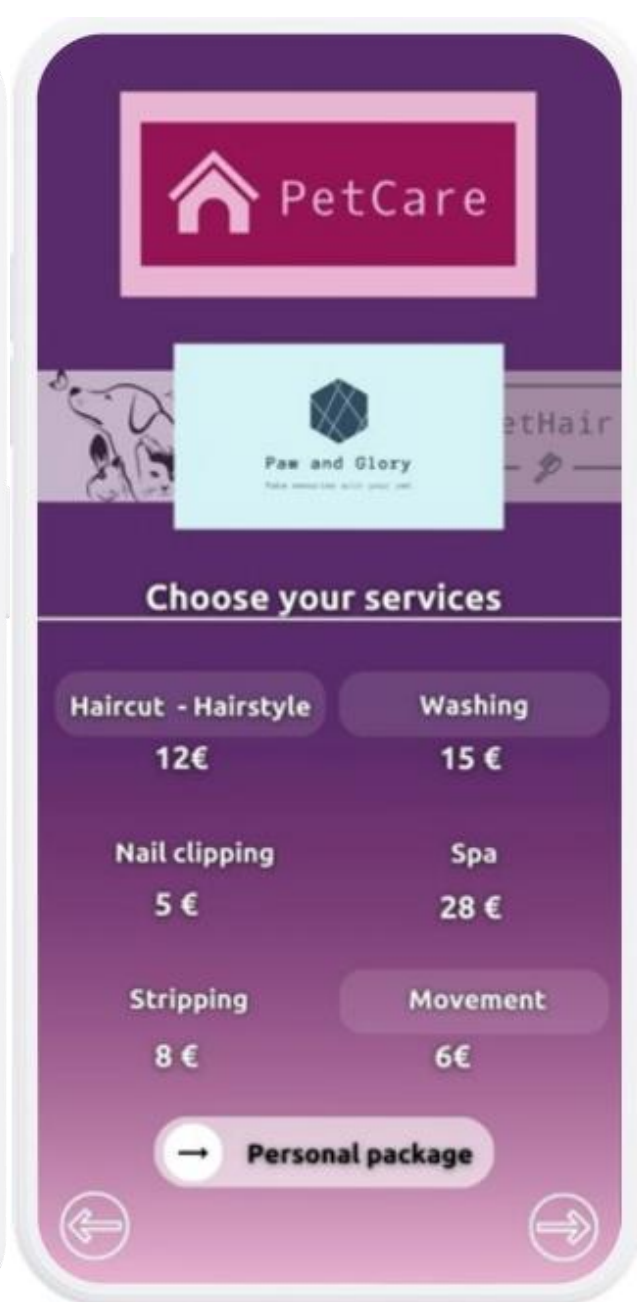 PetCare
Paw and Glory
etHair
Choose your services
Haircut - Hairstyle
Washing
12€
15 €
Nail clipping
Spa
5 €
28 €
Stripping
Movement
8 €
6€
Personal package